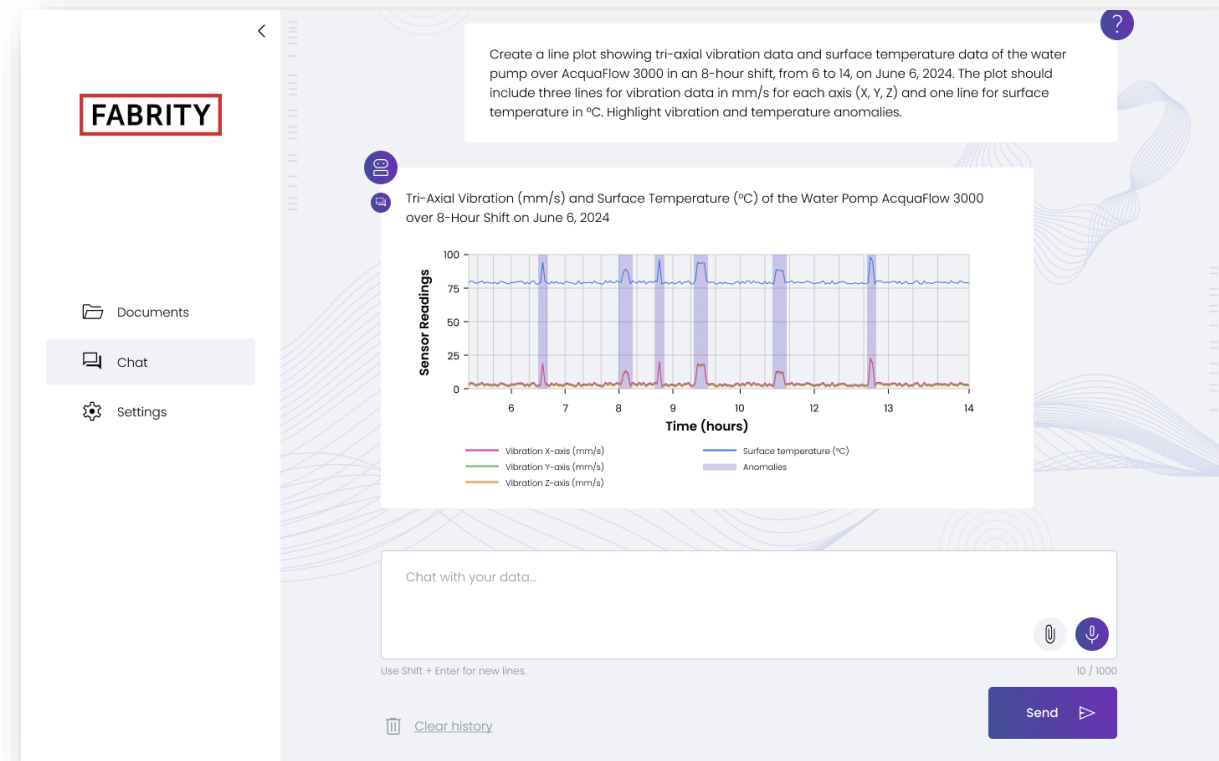 FABRITY
Documents
Chat
Settings
?
Create a line plot showing tri-axial vibration data and surface temperature data of the water
pump over AcquaFlow 3000 in an 8-hour shift, from 6 to 14, on June 6, 2024. The plot should
include three lines for vibration data in mm/s for each axis (X, Y, Z) and one line for surface
temperature in °C. Highlight vibration and temperature anomalies.
Tri-Axial Vibration (mm/s) and Surface Temperature (°C) of the Water Pomp AcquaFlow 3000
over 8-Hour Shift on June 6, 2024
Sensor Readings
100
75
50
25
0
6 7 8 9 10 12 13 14
Time (hours)
Vibration X-axis (mm/s)
Vibration Y-axis (mm/s)
Vibration Z-axis (mm/s)
Surface temperature (°C)
Anomalies
Chat with your data...
Use Shift + Enter for new lines.
10 / 1000
Send
Clear history